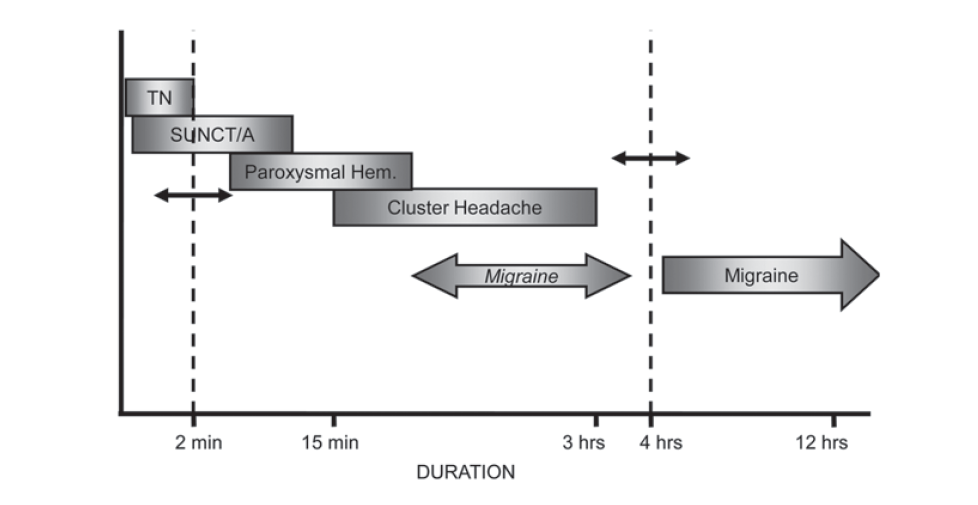 TN
SUNCT/A
Paroxysmal Hem.
Cluster Headache
Migraine
Migraine
2 min
15 min
3 hrs
4 hrs
12 hrs
DURATION